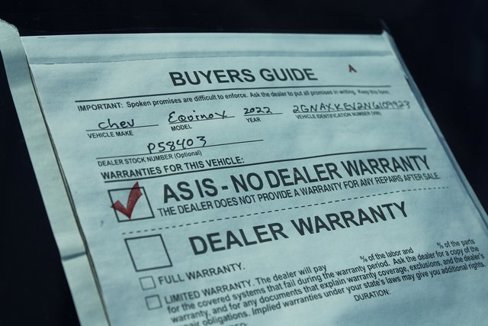 BUYERS GUIDE
A
IMPORTANT: Spoken promises are difficult to enforce. Ask the dealer to put all promises in writing. Keep this form.
Chev Equinox 2022
VEHICLE MAKE MODEL YEAR VEHICLE IDENTIFICATION NUMBER (VIN)
P58403
DEALER STOCK NUMBER (Optional)
WARRANTIES FOR THIS VEHICLE:
AS IS - NO DEALER WARRANTY
THE DEALER DOES NOT PROVIDE A WARRANTY FOR ANY REPAIRS AFTER SALE.
DEALER WARRANTY
FULL WARRANTY.
LIMITED WARRANTY. The dealer will pay % of the labor and % of the parts
for the covered systems that fail during the warranty period. Ask the dealer for a copy of the
warranty, and for any documents that explain warranty coverage, exclusions, and the dealer's
repair obligations. Implied warranties under your state's laws may give you additional rights.
DURATION: